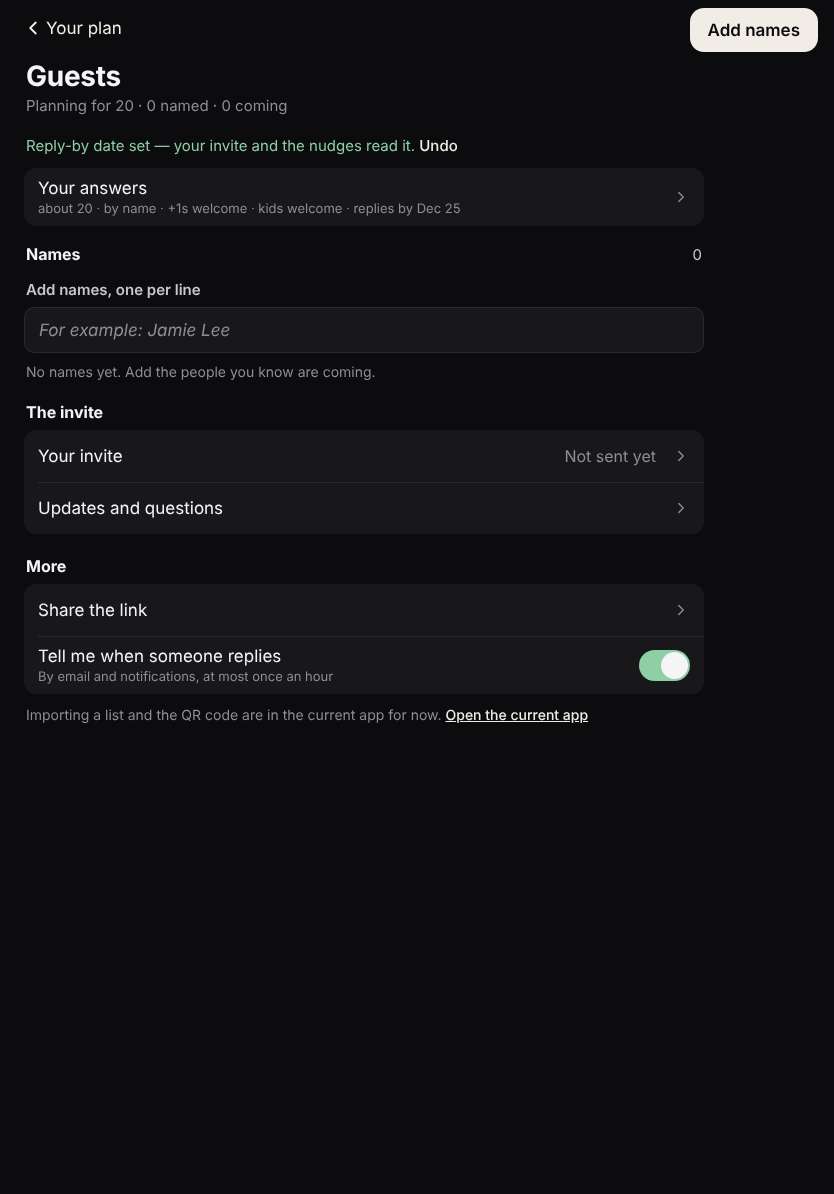 Your plan
Add names
Guests
Planning for 20 · 0 named · 0 coming
Reply-by date set — your invite and the nudges read it. Undo
Your answers
about 20 · by name · +1s welcome · kids welcome · replies by Dec 25
Names 0
Add names, one per line
For example: Jamie Lee
No names yet. Add the people you know are coming.
The invite
Your invite Not sent yet
Updates and questions
More
Share the link
Tell me when someone replies
By email and notifications, at most once an hour
Importing a list and the QR code are in the current app for now. Open the current app